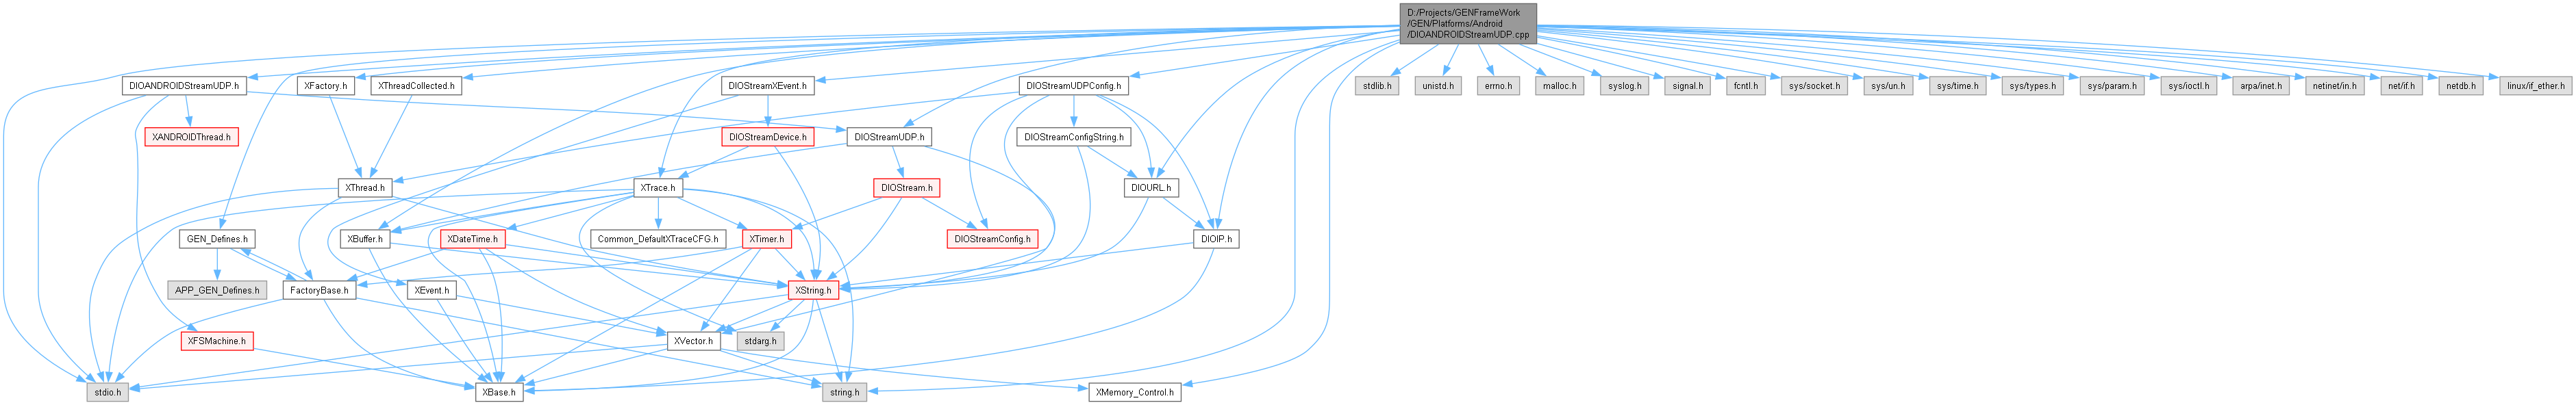 D:/Projects/GENFrameWork
/GEN/Platforms/Android
/DIOANDROIDStreamUDP.cpp
DIOANDROIDStreamUDP.h
XFactory.h
XThreadCollected.h
DIOStreamXEvent.h
DIOStreamUDPConfig.h
stdlib.h
unistd.h
errno.h
malloc.h
syslog.h
signal.h
fcntl.h
sys/socket.h
sys/un.h
sys/time.h
sys/types.h
sys/param.h
sys/ioctl.h
arpa/inet.h
netinet/in.h
net/if.h
netdb.h
linux/if_ether.h
XANDROIDThread.h
DIOStreamDevice.h
DIOStreamUDP.h
DIOStreamConfigString.h
XThread.h
XTrace.h
DIOStream.h
DIOURL.h
GEN_Defines.h
XBuffer.h
XDateTime.h
Common_DefaultXTraceCFG.h
XTimer.h
DIOStreamConfig.h
DIOIP.h
APP_GEN_Defines.h
FactoryBase.h
XEvent.h
XString.h
XFSMachine.h
XVector.h
stdarg.h
stdio.h
XBase.h
string.h
XMemory_Control.h